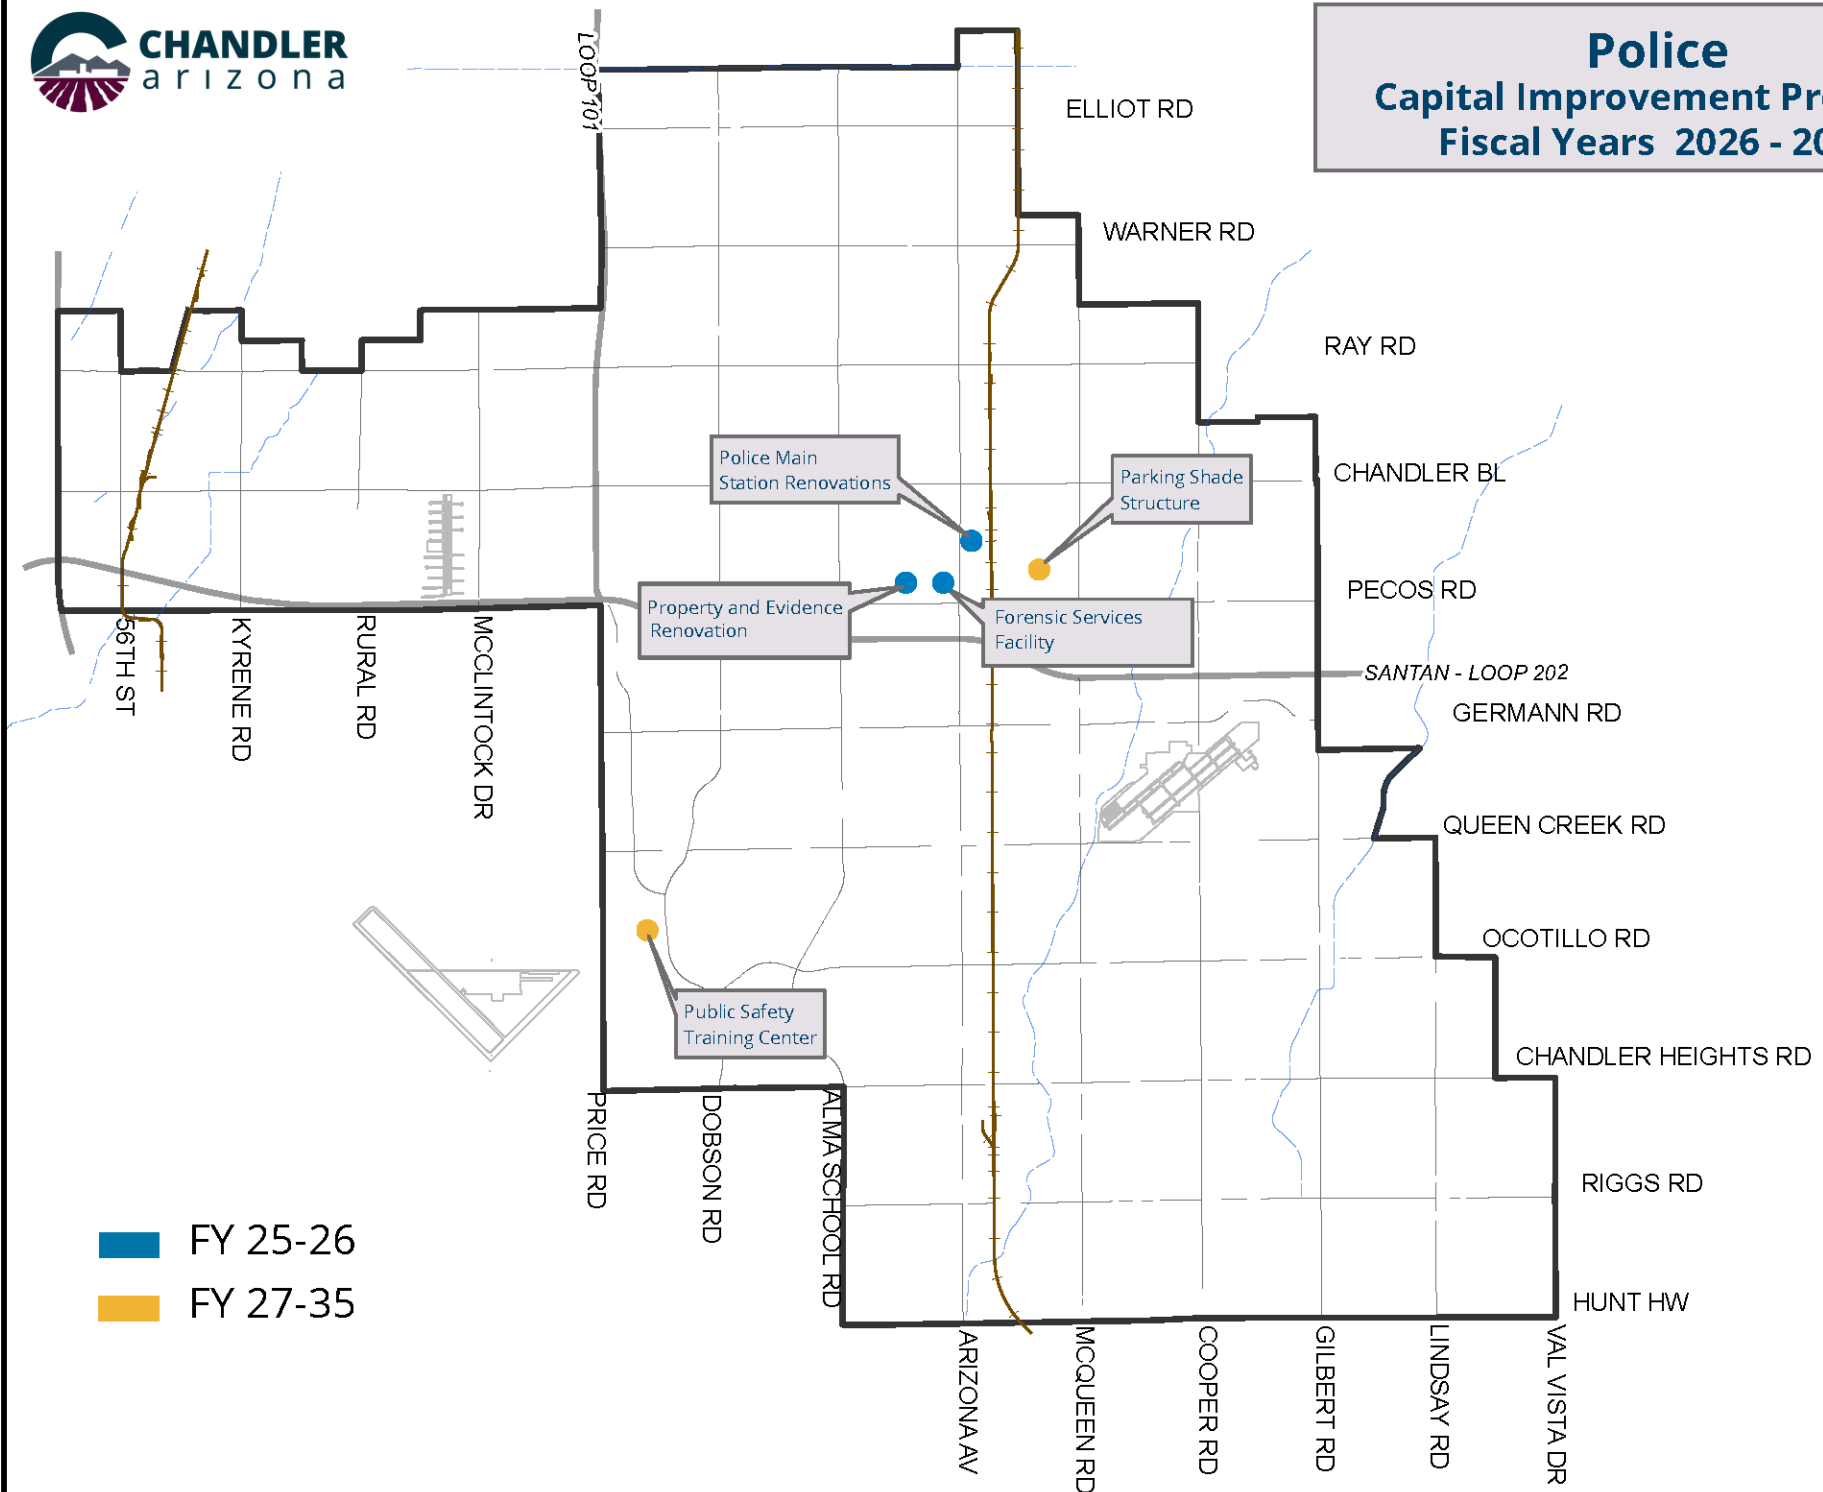 CHANDLER
arizona
Police
Capital Improvement
Fiscal Years 2026 -
LOOP 101
ELLIOT RD
WARNER RD
RAY RD
CHANDLER BL
PECOS RD
SANTAN - LOOP 202
GERMANN RD
QUEEN CREEK RD
OCOTILLO RD
CHANDLER HEIGHTS RD
RIGGS RD
HUNT HW
Police Main
Station Renovations
Parking Shade
Structure
Property and Evidence
Renovation
Forensic Services
Facility
Public Safety
Training Center
56TH ST
KYRENE RD
RURAL RD
MCCLINTOCK DR
PRICE RD
DOBSON RD
ALMA SCHOOL RD
ARIZONA AV
MCQUEEN RD
COOPER RD
GILBERT RD
LINDSAY RD
VAL VISTA DR
FY 25-26
FY 27-35